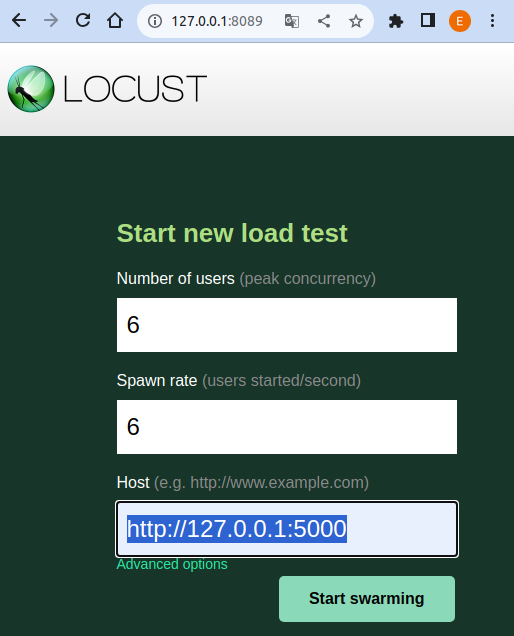 127.0.0.1:8089
E
LOCUST
Start new load test
Number of users (peak concurrency)
6
Spawn rate (users started/second)
6
Host (e.g. http://www.example.com)
http://127.0.0.1:5000
Advanced options
Start swarming